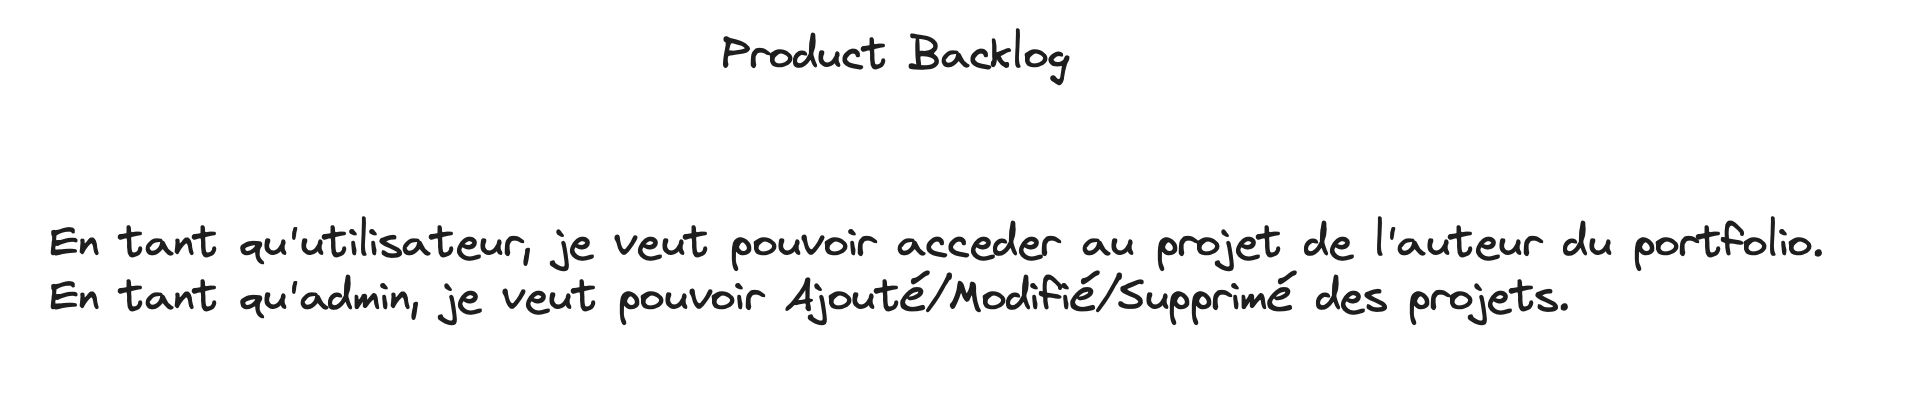 Product Backlog
En tant qu'utilisateur, je veut pouvoir acceder au projet de l'auteur du portfolio.
En tant qu'admin, je veut pouvoir Ajouté/Modifié/Supprimé des projets.